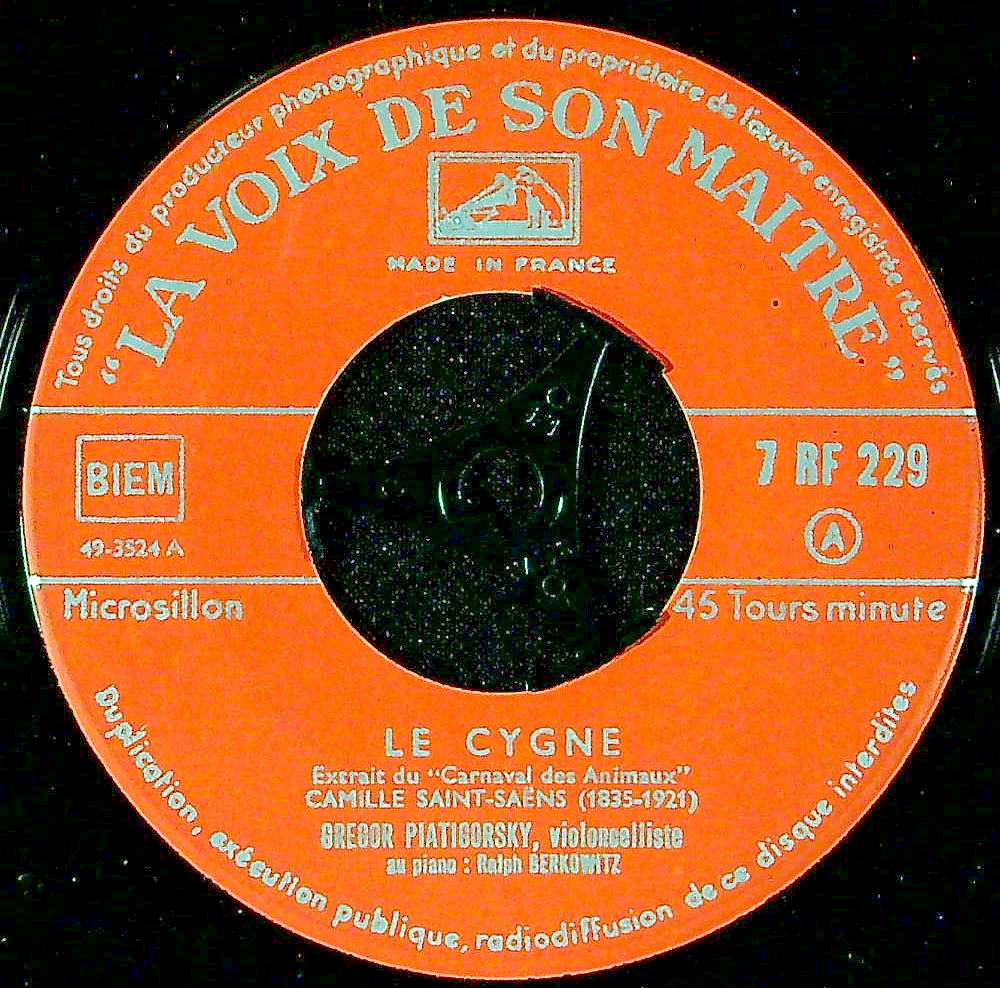 Tous droits du producteur phonographique et du propriétaire de l'œuvre enregistrée réservés
"LA VOIX DE SON MAITRE"
MADE IN FRANCE
BIEM
49-3524 A
7 RF 229
A
Microsillon
45 Tours minute
LE CYGNE
Extrait du "Carnaval des Animaux"
CAMILLE SAINT-SAËNS (1835-1921)
GREGOR PIATIGORSKY, violoncelliste
au piano : Ralph BERKOWITZ
Duplication, exécution publique, radiodiffusion de ce disque interdites